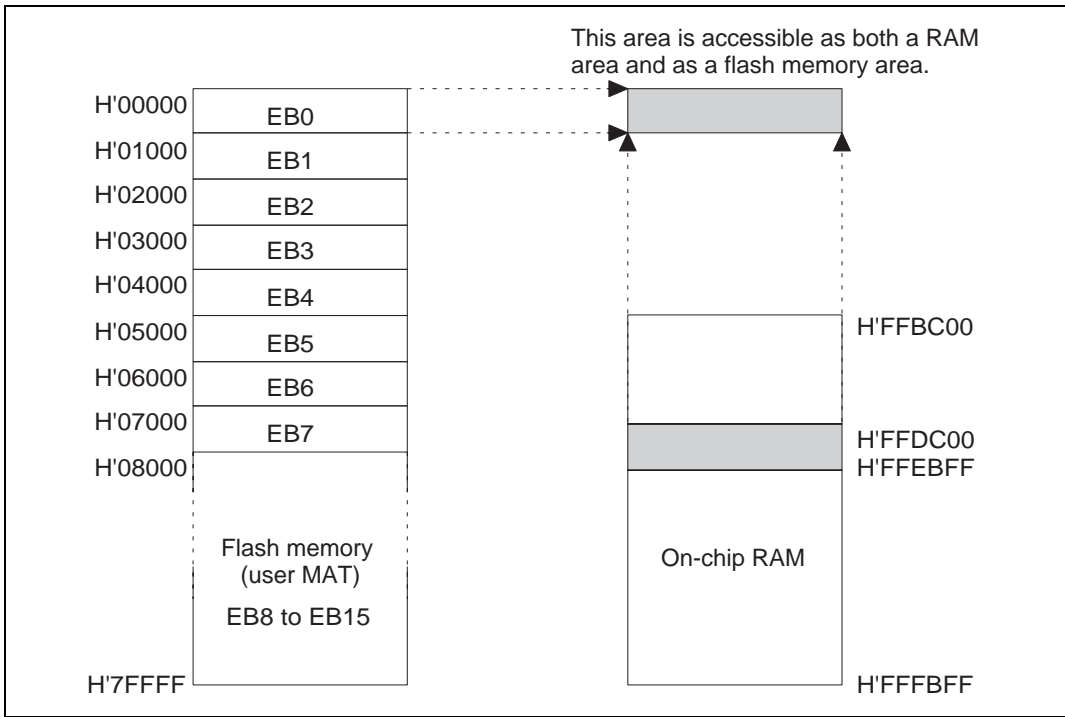 This area is accessible as both a RAM
area and as a flash memory area.
H'00000
EB0
H'01000
EB1
H'02000
EB2
H'03000
EB3
H'04000
EB4
H'05000
EB5
H'06000
EB6
H'07000
EB7
H'08000
Flash memory
(user MAT)
EB8 to EB15
H'7FFFF
H'FFBC00
H'FFDC00
H'FFEBFF
On-chip RAM
H'FFFBFF